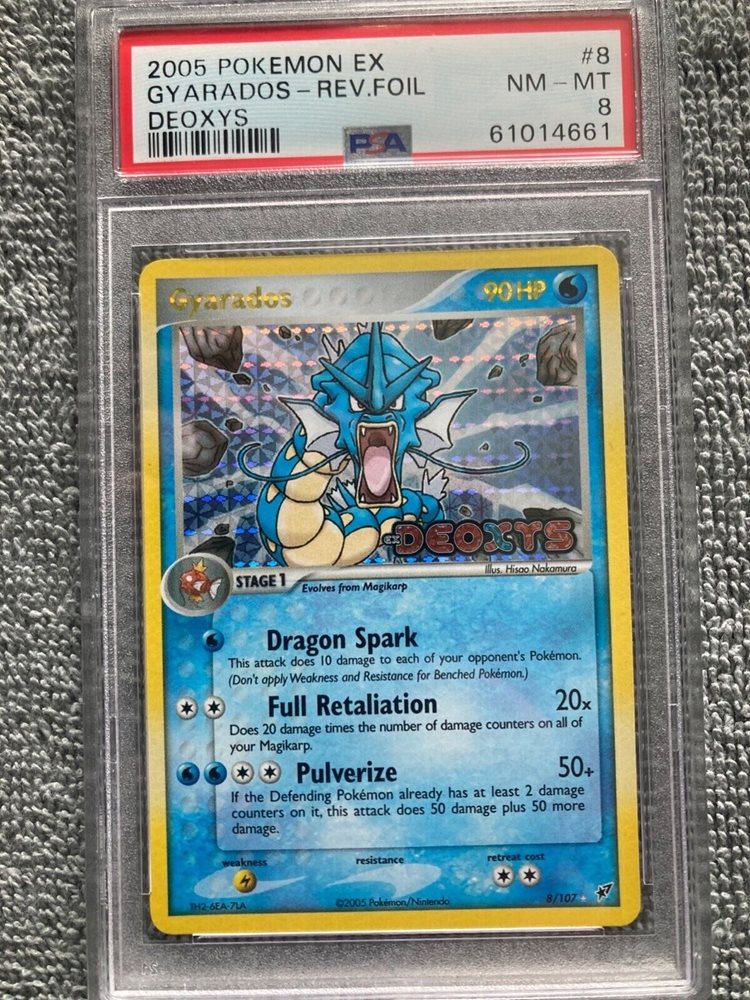 2005 POKEMON EX #8
GYARADOS - REV.FOIL NM - MT
DEOXYS 8
PSA 61014661
Gyarados 90 HP
ex DEOXYS
Illus. Hisao Nakamura
STAGE 1 Evolves from Magikarp
Dragon Spark
This attack does 10 damage to each of your opponent's Pokémon.
(Don't apply Weakness and Resistance for Benched Pokémon.)
Full Retaliation 20x
Does 20 damage times the number of damage counters on all of
your Magikarp.
Pulverize 50+
If the Defending Pokémon already has at least 2 damage
counters on it, this attack does 50 damage plus 50 more
damage.
weakness resistance retreat cost
TH2-6EA-7LA ©2005 Pokémon/Nintendo 8/107